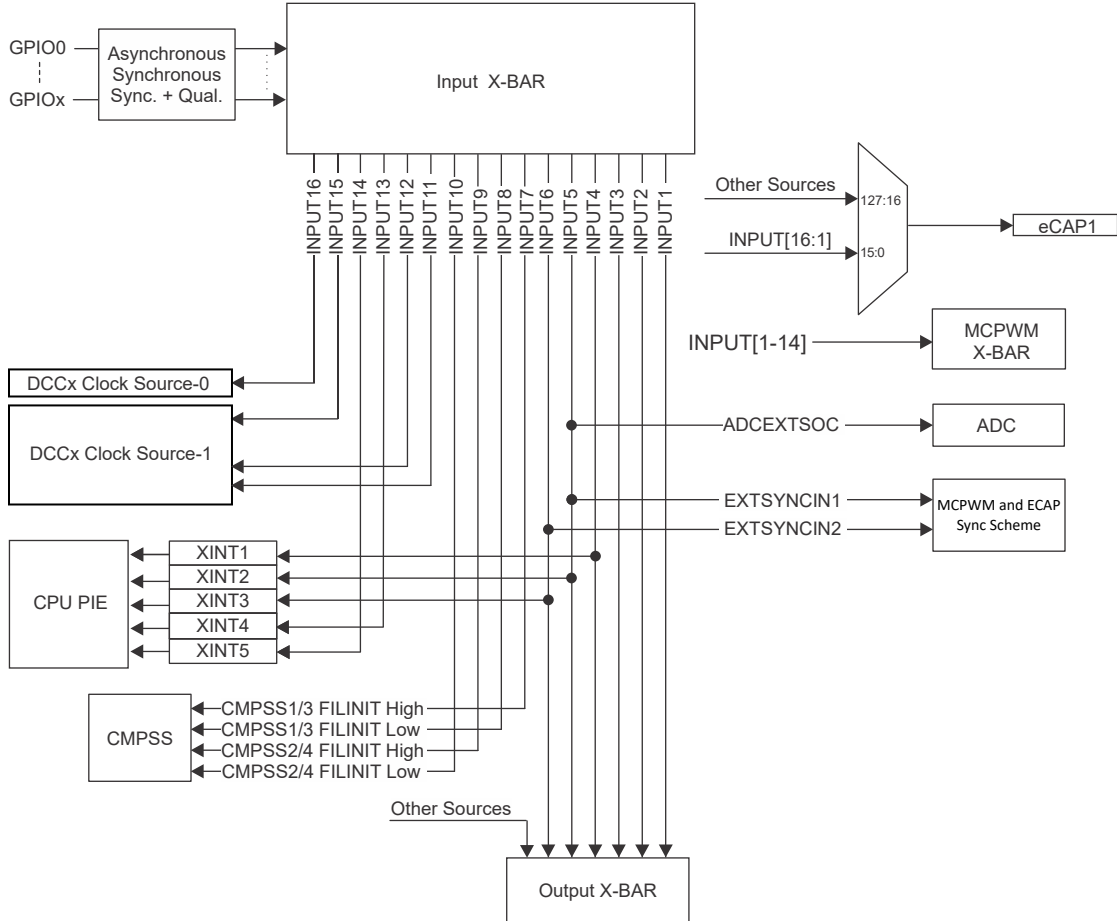 GPIO0
GPIOx
Asynchronous
Synchronous
Sync. + Qual.
Input X-BAR
INPUT16
INPUT15
INPUT14
INPUT13
INPUT12
INPUT11
INPUT10
INPUT9
INPUT8
INPUT7
INPUT6
INPUT5
INPUT4
INPUT3
INPUT2
INPUT1
Other Sources
127:16
INPUT[16:1]
15:0
eCAP1
INPUT[1-14]
MCPWM
X-BAR
DCCx Clock Source-0
DCCx Clock Source-1
ADCEXTSOC
ADC
EXTSYNCIN1
EXTSYNCIN2
MCPWM and ECAP
Sync Scheme
CPU PIE
XINT1
XINT2
XINT3
XINT4
XINT5
CMPSS
CMPSS1/3 FILINIT High
CMPSS1/3 FILINIT Low
CMPSS2/4 FILINIT High
CMPSS2/4 FILINIT Low
Other Sources
Output X-BAR